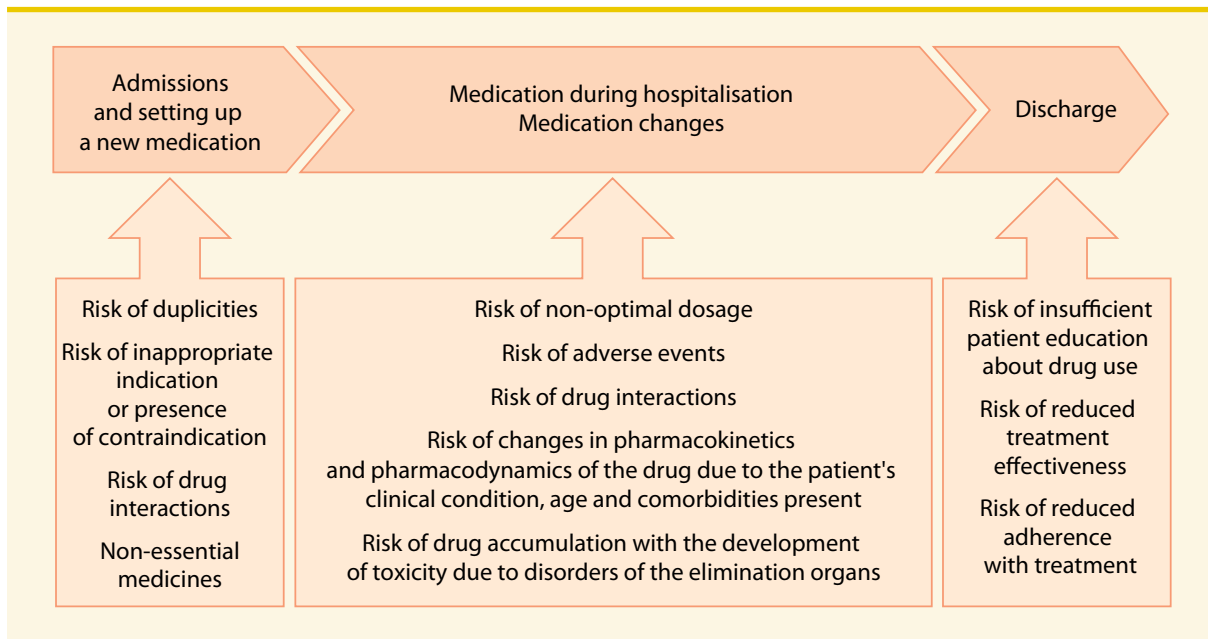 Admissions
and setting up
a new medication
Medication during hospitalisation
Medication changes
Discharge
Risk of duplicities
Risk of inappropriate
indication
or presence
of contraindication
Risk of drug
interactions
Non-essential
medicines
Risk of non-optimal dosage
Risk of adverse events
Risk of drug interactions
Risk of changes in pharmacokinetics
and pharmacodynamics of the drug due to the patient's
clinical condition, age and comorbidities present
Risk of drug accumulation with the development
of toxicity due to disorders of the elimination organs
Risk of insufficient
patient education
about drug use
Risk of reduced
treatment
effectiveness
Risk of reduced
adherence
with treatment